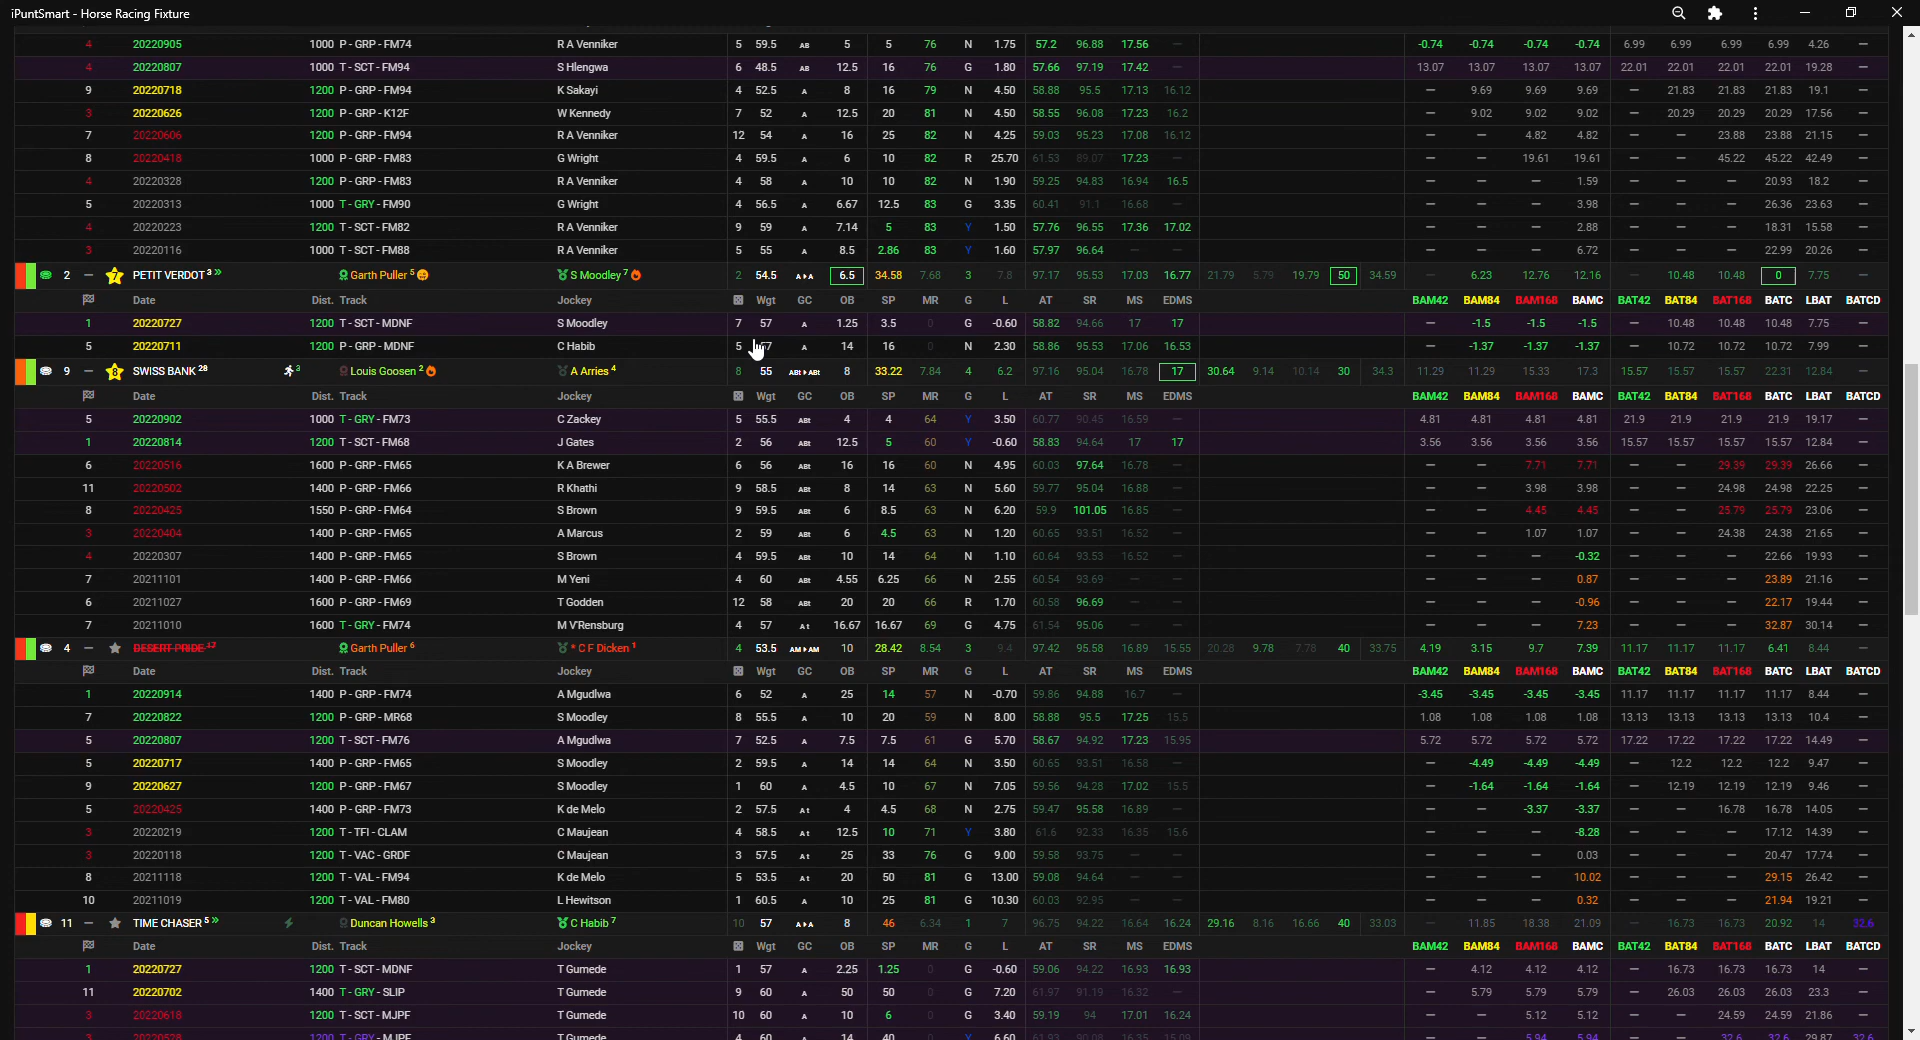 iPuntSmart - Horse Racing Fixture
4 20220905 1000 P - GRP - FM74 R A Venniker 5 59.5 AB 5 5 76 N 1.75 57.2 96.88 17.56 — -0.74 -0.74 -0.74 -0.74 6.99 6.99 6.99 6.99 4.26 —
4 20220807 1000 T - SCT - FM94 S Hlengwa 6 48.5 AB 12.5 16 76 G 1.80 57.66 97.19 17.42 — 13.07 13.07 13.07 13.07 22.01 22.01 22.01 22.01 19.28 —
9 20220718 1200 P - GRP - FM94 K Sakayi 4 52.5 A 8 16 79 N 4.50 58.88 95.5 17.13 16.12 — 9.69 9.69 9.69 — 21.83 21.83 21.83 19.1 —
3 20220626 1200 P - GRP - K12F W Kennedy 7 52 A 12.5 20 81 N 4.50 58.55 96.08 17.23 16.2 — 9.02 9.02 9.02 — 20.29 20.29 20.29 17.56 —
7 20220606 1200 P - GRP - FM94 R A Venniker 12 54 A 16 25 82 N 4.25 59.03 95.23 17.08 16.12 — — 4.82 4.82 — — 23.88 23.88 21.15 —
8 20220418 1000 P - GRP - FM83 G Wright 4 59.5 A 6 10 82 R 25.70 61.53 89.07 17.23 — — — 19.61 19.61 — — 45.22 45.22 42.49 —
4 20220328 1200 P - GRP - FM83 R A Venniker 4 58 A 10 10 82 N 1.90 59.25 94.83 16.94 16.5 — — — 1.59 — — — 20.93 18.2 —
5 20220313 1000 T - GRY - FM90 G Wright 4 56.5 A 6.67 12.5 83 G 3.35 60.41 91.1 16.68 — — — — 3.98 — — — 26.36 23.63 —
4 20220223 1200 T - SCT - FM82 R A Venniker 9 59 A 7.14 5 83 Y 1.50 57.76 96.55 17.36 17.02 — — — 2.88 — — — 18.31 15.58 —
3 20220116 1000 T - SCT - FM88 R A Venniker 5 55 A 8.5 2.86 83 Y 1.60 57.97 96.64 — — — — — 6.72 — — — 22.99 20.26 —
2 — 7 PETIT VERDOT 3 » Garth Puller 5 S Moodley 7 2 54.5 A▸A 6.5 34.58 7.68 3 7.8 97.17 95.53 17.03 16.77 21.79 5.79 19.79 50 34.59 — 6.23 12.76 12.16 — 10.48 10.48 0 7.75 —
Date Dist. Track Jockey Wgt GC OB SP MR G L AT SR MS EDMS BAM42 BAM84 BAM168 BAMC BAT42 BAT84 BAT168 BATC LBAT BATCD
1 20220727 1200 T - SCT - MDNF S Moodley 7 57 A 1.25 3.5 0 G -0.60 58.82 94.66 17 17 — -1.5 -1.5 -1.5 — 10.48 10.48 10.48 7.75 —
5 20220711 1200 P - GRP - MDNF C Habib 5 57 A 14 16 0 N 2.30 58.86 95.53 17.06 16.53 — -1.37 -1.37 -1.37 — 10.72 10.72 10.72 7.99 —
9 — 8 SWISS BANK 28 3 Louis Goosen 2 A Arries 4 8 55 ABt▸ABt 8 33.22 7.84 4 6.2 97.16 95.04 16.78 17 30.64 9.14 10.14 30 34.3 11.29 11.29 15.33 17.3 15.57 15.57 15.57 22.31 12.84 —
Date Dist. Track Jockey Wgt GC OB SP MR G L AT SR MS EDMS BAM42 BAM84 BAM168 BAMC BAT42 BAT84 BAT168 BATC LBAT BATCD
5 20220902 1000 T - GRY - FM73 C Zackey 5 55.5 ABt 4 4 64 Y 3.50 60.77 90.45 16.59 — 4.81 4.81 4.81 4.81 21.9 21.9 21.9 21.9 19.17 —
1 20220814 1200 T - SCT - FM68 J Gates 2 56 ABt 12.5 5 60 Y -0.60 58.83 94.64 17 17 3.56 3.56 3.56 3.56 15.57 15.57 15.57 15.57 12.84 —
6 20220516 1600 P - GRP - FM65 K A Brewer 6 56 ABt 16 16 60 N 4.95 60.03 97.64 16.78 — — — 7.71 7.71 — — 29.39 29.39 26.66 —
11 20220502 1400 P - GRP - FM66 R Khathi 9 58.5 ABt 8 14 63 N 5.60 59.77 95.04 16.88 — — — 3.98 3.98 — — 24.98 24.98 22.25 —
8 20220425 1550 P - GRP - FM64 S Brown 9 59.5 ABt 6 8.5 63 N 6.20 59.9 101.05 16.85 — — — 4.45 4.45 — — 25.79 25.79 23.06 —
3 20220404 1400 P - GRP - FM65 A Marcus 2 59 ABt 6 4.5 63 N 1.20 60.65 93.51 16.52 — — — 1.07 1.07 — — 24.38 24.38 21.65 —
4 20220307 1400 P - GRP - FM65 S Brown 4 59.5 ABt 10 14 64 N 1.10 60.64 93.53 16.52 — — — — -0.32 — — — 22.66 19.93 —
7 20211101 1400 P - GRP - FM66 M Yeni 4 60 ABt 4.55 6.25 66 N 2.55 60.54 93.69 — — — — — 0.87 — — — 23.89 21.16 —
6 20211027 1600 P - GRP - FM69 T Godden 12 58 ABt 20 20 66 R 1.70 60.58 96.69 — — — — — -0.96 — — — 22.17 19.44 —
7 20211010 1600 T - GRY - FM74 M V'Rensburg 4 57 At 16.67 16.67 69 G 4.75 61.54 95.06 — — — — — 7.23 — — — 32.87 30.14 —
4 — DESERT PRIDE 17 Garth Puller 6 * C F Dicken 1 4 53.5 AM▸AM 10 28.42 8.54 3 9.4 97.42 95.58 16.89 15.55 20.28 9.78 7.78 40 33.75 4.19 3.15 9.7 7.39 11.17 11.17 11.17 6.41 8.44 —
Date Dist. Track Jockey Wgt GC OB SP MR G L AT SR MS EDMS BAM42 BAM84 BAM168 BAMC BAT42 BAT84 BAT168 BATC LBAT BATCD
1 20220914 1400 P - GRP - FM74 A Mgudlwa 6 52 A 25 14 57 N -0.70 59.86 94.88 16.7 — -3.45 -3.45 -3.45 -3.45 11.17 11.17 11.17 11.17 8.44 —
7 20220822 1200 P - GRP - MR68 S Moodley 8 55.5 A 10 20 59 N 8.00 58.88 95.5 17.25 15.5 1.08 1.08 1.08 1.08 13.13 13.13 13.13 13.13 10.4 —
5 20220807 1200 T - SCT - FM76 A Mgudlwa 7 52.5 A 7.5 7.5 61 G 5.70 58.67 94.92 17.23 15.95 5.72 5.72 5.72 5.72 17.22 17.22 17.22 17.22 14.49 —
5 20220717 1400 P - GRP - FM65 S Moodley 2 59.5 A 14 14 64 N 3.50 60.65 93.51 16.58 — — -4.49 -4.49 -4.49 — 12.2 12.2 12.2 9.47 —
9 20220627 1200 P - GRP - FM67 S Moodley 1 60 A 4.5 10 67 N 7.05 59.56 94.28 17.02 15.5 — -1.64 -1.64 -1.64 — 12.19 12.19 12.19 9.46 —
5 20220425 1400 P - GRP - FM73 K de Melo 2 57.5 At 4 4.5 68 N 2.75 59.47 95.58 16.89 — — — -3.37 -3.37 — — 16.78 16.78 14.05 —
3 20220219 1200 T - TFI - CLAM C Maujean 4 58.5 At 12.5 10 71 Y 3.80 61.6 92.33 16.35 15.6 — — — -8.28 — — — 17.12 14.39 —
3 20220118 1200 T - VAC - GRDF C Maujean 3 57.5 At 25 33 76 G 9.00 59.58 93.75 — — — — — 0.03 — — — 20.47 17.74 —
8 20211118 1200 T - VAL - FM94 K de Melo 5 53.5 At 20 50 81 G 13.00 59.08 94.64 — — — — — 10.02 — — — 29.15 26.42 —
10 20211019 1200 T - VAL - FM80 L Hewitson 1 60.5 A 10 25 81 G 10.30 60.03 92.95 — — — — — 0.32 — — — 21.94 19.21 —
11 — TIME CHASER 5 » Duncan Howells 3 C Habib 7 10 57 A▸A 8 46 6.34 1 7 96.75 94.22 16.64 16.24 29.16 8.16 16.66 40 33.03 — 11.85 18.38 21.09 — 16.73 16.73 20.92 14 32.6
Date Dist. Track Jockey Wgt GC OB SP MR G L AT SR MS EDMS BAM42 BAM84 BAM168 BAMC BAT42 BAT84 BAT168 BATC LBAT BATCD
1 20220727 1200 T - SCT - MDNF T Gumede 1 57 A 2.25 1.25 0 G -0.60 59.06 94.22 16.93 16.93 — 4.12 4.12 4.12 — 16.73 16.73 16.73 14 —
11 20220702 1400 T - GRY - SLIP T Gumede 9 60 A 50 50 0 G 7.20 61.97 91.19 16.32 — — 5.79 5.79 5.79 — 26.03 26.03 26.03 23.3 —
3 20220618 1200 T - SCT - MJPF T Gumede 10 60 A 10 6 0 G 3.40 59.19 94 17.01 16.24 — — 5.12 5.12 — — 24.59 24.59 21.86 —
3 20220528 1200 T - GRY - MJPF T Gumede 4 60 A 14 40 0 Y 6.60 61.93 90.08 16.35 15.09 — — 5.94 5.94 — — 32.6 32.6 29.87 32.6